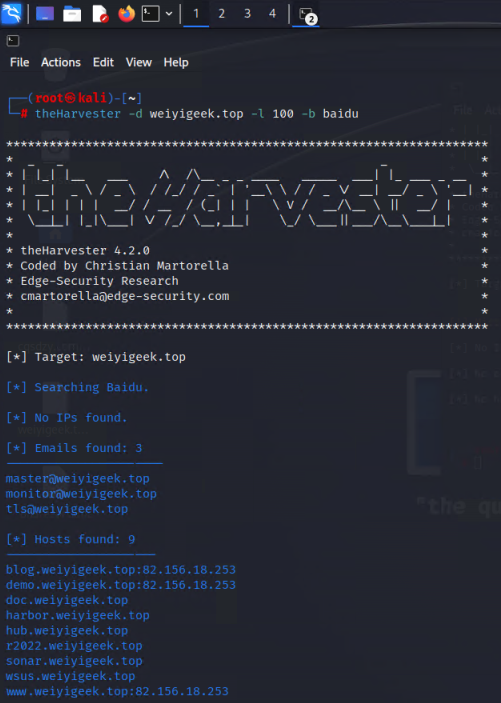 1 2 3 4
2
File Actions Edit View Help
(root㉿kali)-[~]
# theHarvester -d weiyigeek.top -l 100 -b baidu
*******************************************************************
theHarvester
* theHarvester 4.2.0 *
* Coded by Christian Martorella *
* Edge-Security Research *
* cmartorella@edge-security.com *
* *
*******************************************************************
[*] Target: weiyigeek.top
[*] Searching Baidu.
[*] No IPs found.
[*] Emails found: 3
----------------------
master@weiyigeek.top
monitor@weiyigeek.top
tls@weiyigeek.top
[*] Hosts found: 9
---------------------
blog.weiyigeek.top:82.156.18.253
demo.weiyigeek.top:82.156.18.253
doc.weiyigeek.top
harbor.weiyigeek.top
hub.weiyigeek.top
r2022.weiyigeek.top
sonar.weiyigeek.top
wsus.weiyigeek.top
www.weiyigeek.top:82.156.18.253
"the qu